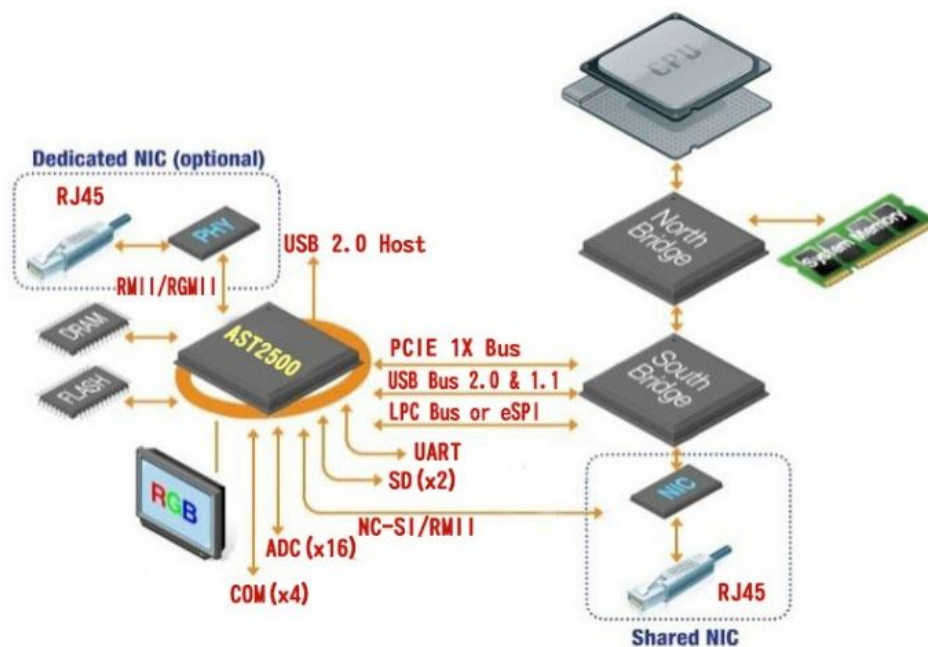 CPU
Dedicated NIC (optional)
RJ45
PHY
USB 2.0 Host
RMII/RGMII
North
Bridge
System Memory
DRAM
AST2500
FLASH
PCIE 1X Bus
USB Bus 2.0 & 1.1
LPC Bus or eSPI
South
Bridge
UART
SD(x2)
NIC
RGB
NC-SI/RMII
ADC(x16)
COM(x4)
RJ45
Shared NIC